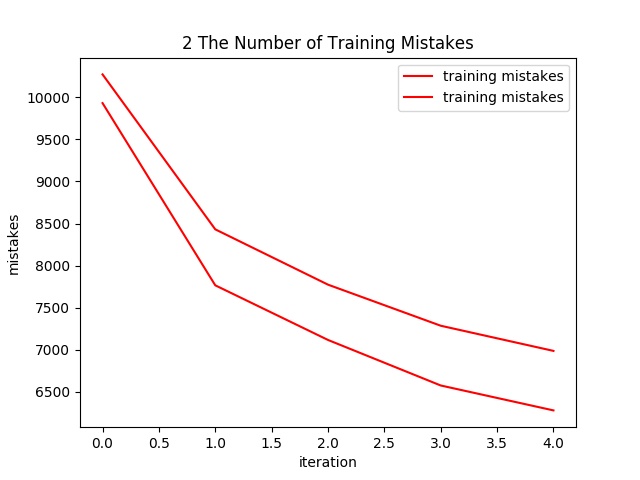 2 The Number of Training Mistakes
training mistakes
training mistakes
mistakes
10000
9500
9000
8500
8000
7500
7000
6500
0.0 0.5 1.0 1.5 2.0 2.5 3.0 3.5 4.0
iteration